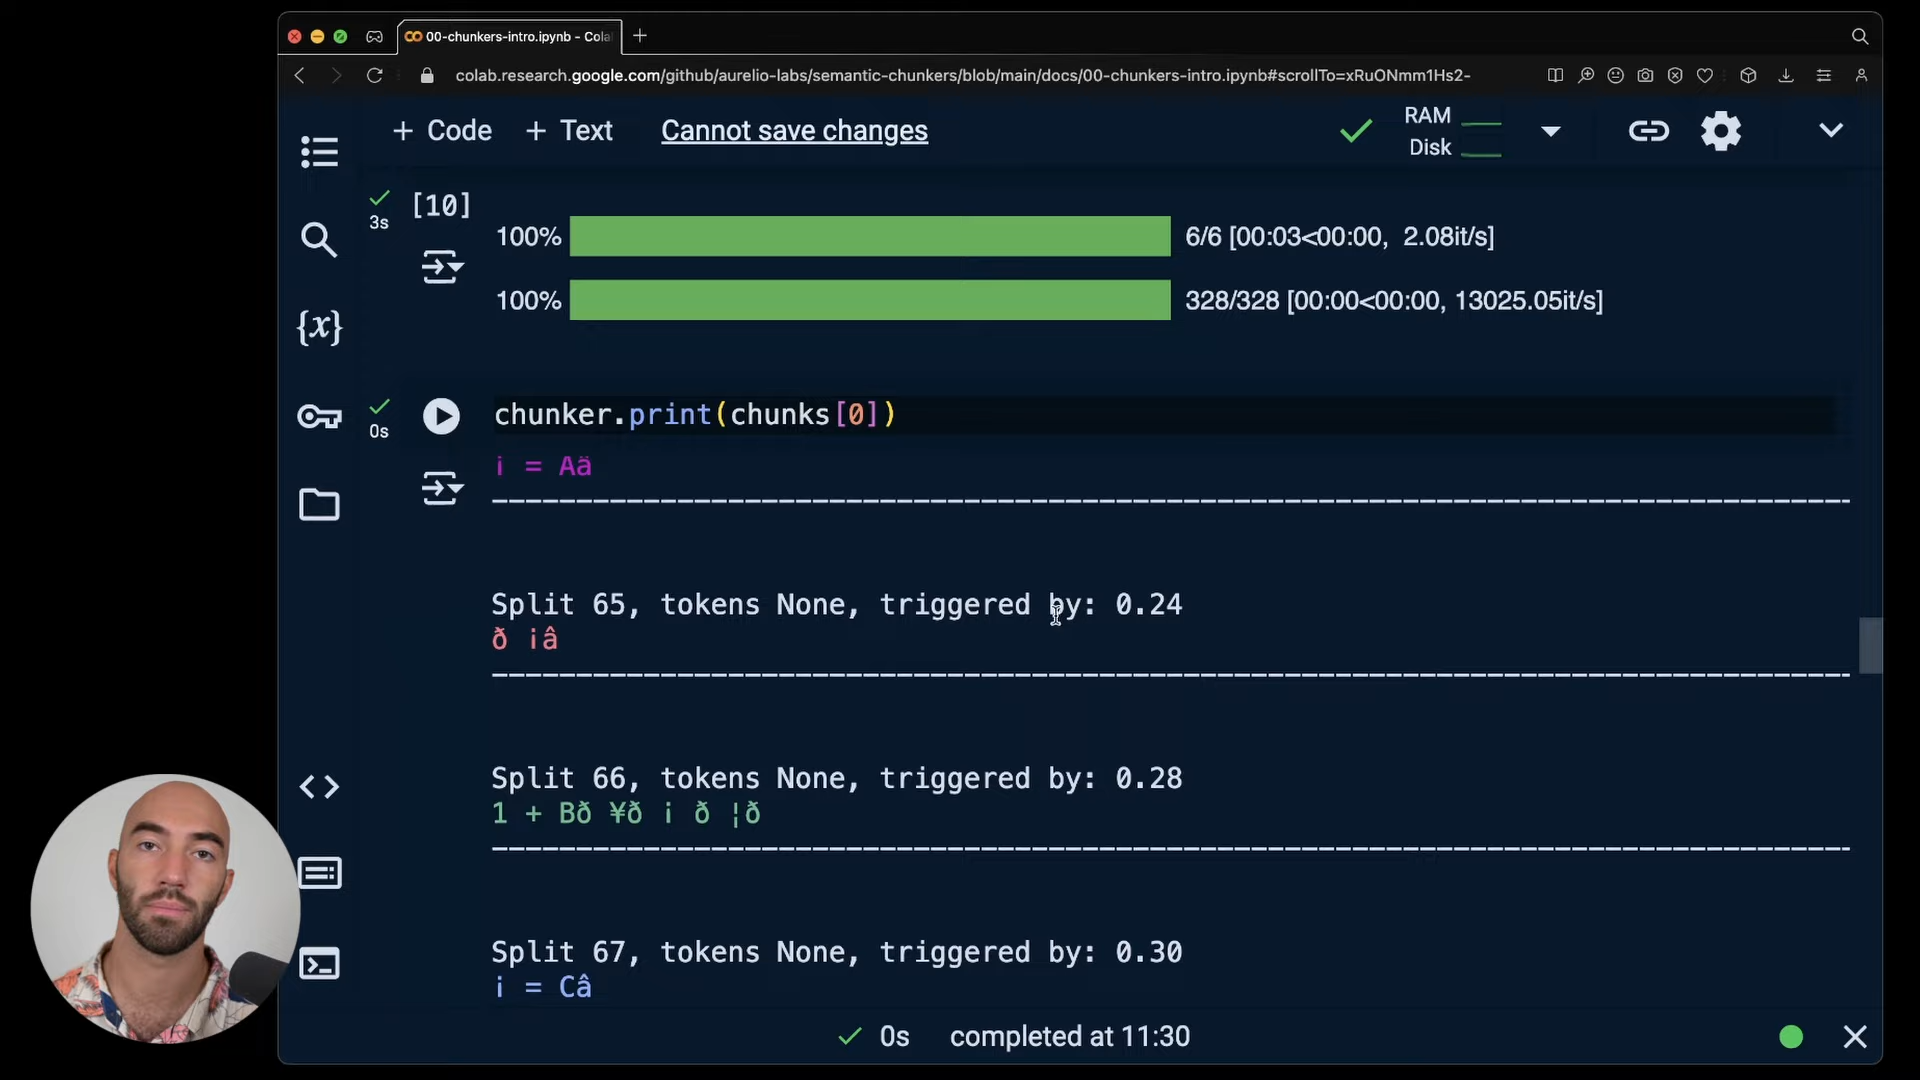 00-chunkers-intro.ipynb - Cola
colab.research.google.com/github/aurelio-labs/semantic-chunkers/blob/main/docs/00-chunkers-intro.ipynb#scrollTo=xRuONmm1Hs2-
+ Code + Text Cannot save changes
RAM
Disk
3s
[10]
100% 6/6 [00:03<00:00, 2.08it/s]
100% 328/328 [00:00<00:00, 13025.05it/s]
{x}
0s
chunker.print(chunks[0])
¡ = Aä
Split 65, tokens None, triggered by: 0.24
ð ¡â
Split 66, tokens None, triggered by: 0.28
1 + Bð ¥ð ¡ ð ¦ð
Split 67, tokens None, triggered by: 0.30
¡ = Câ
0s completed at 11:30